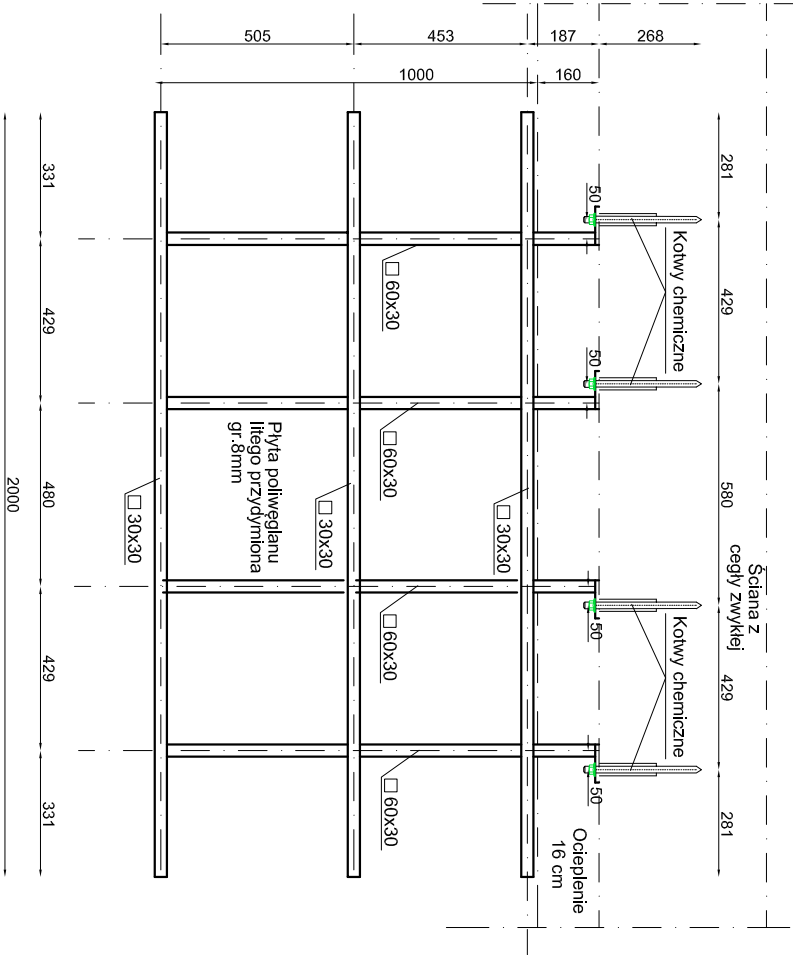 505
453
187
268
1000
160
281
429
580
429
281
Kotwy chemiczne
Kotwy chemiczne
Ściana z
cegły zwykłej
50
50
50
50
Ocieplenie
16 cm
□ 60x30
□ 60x30
□ 60x30
□ 60x30
□ 30x30
□ 30x30
□ 30x30
Płyta poliwęglanu
litego przydymiona
gr.8mm
331
429
480
429
331
2000